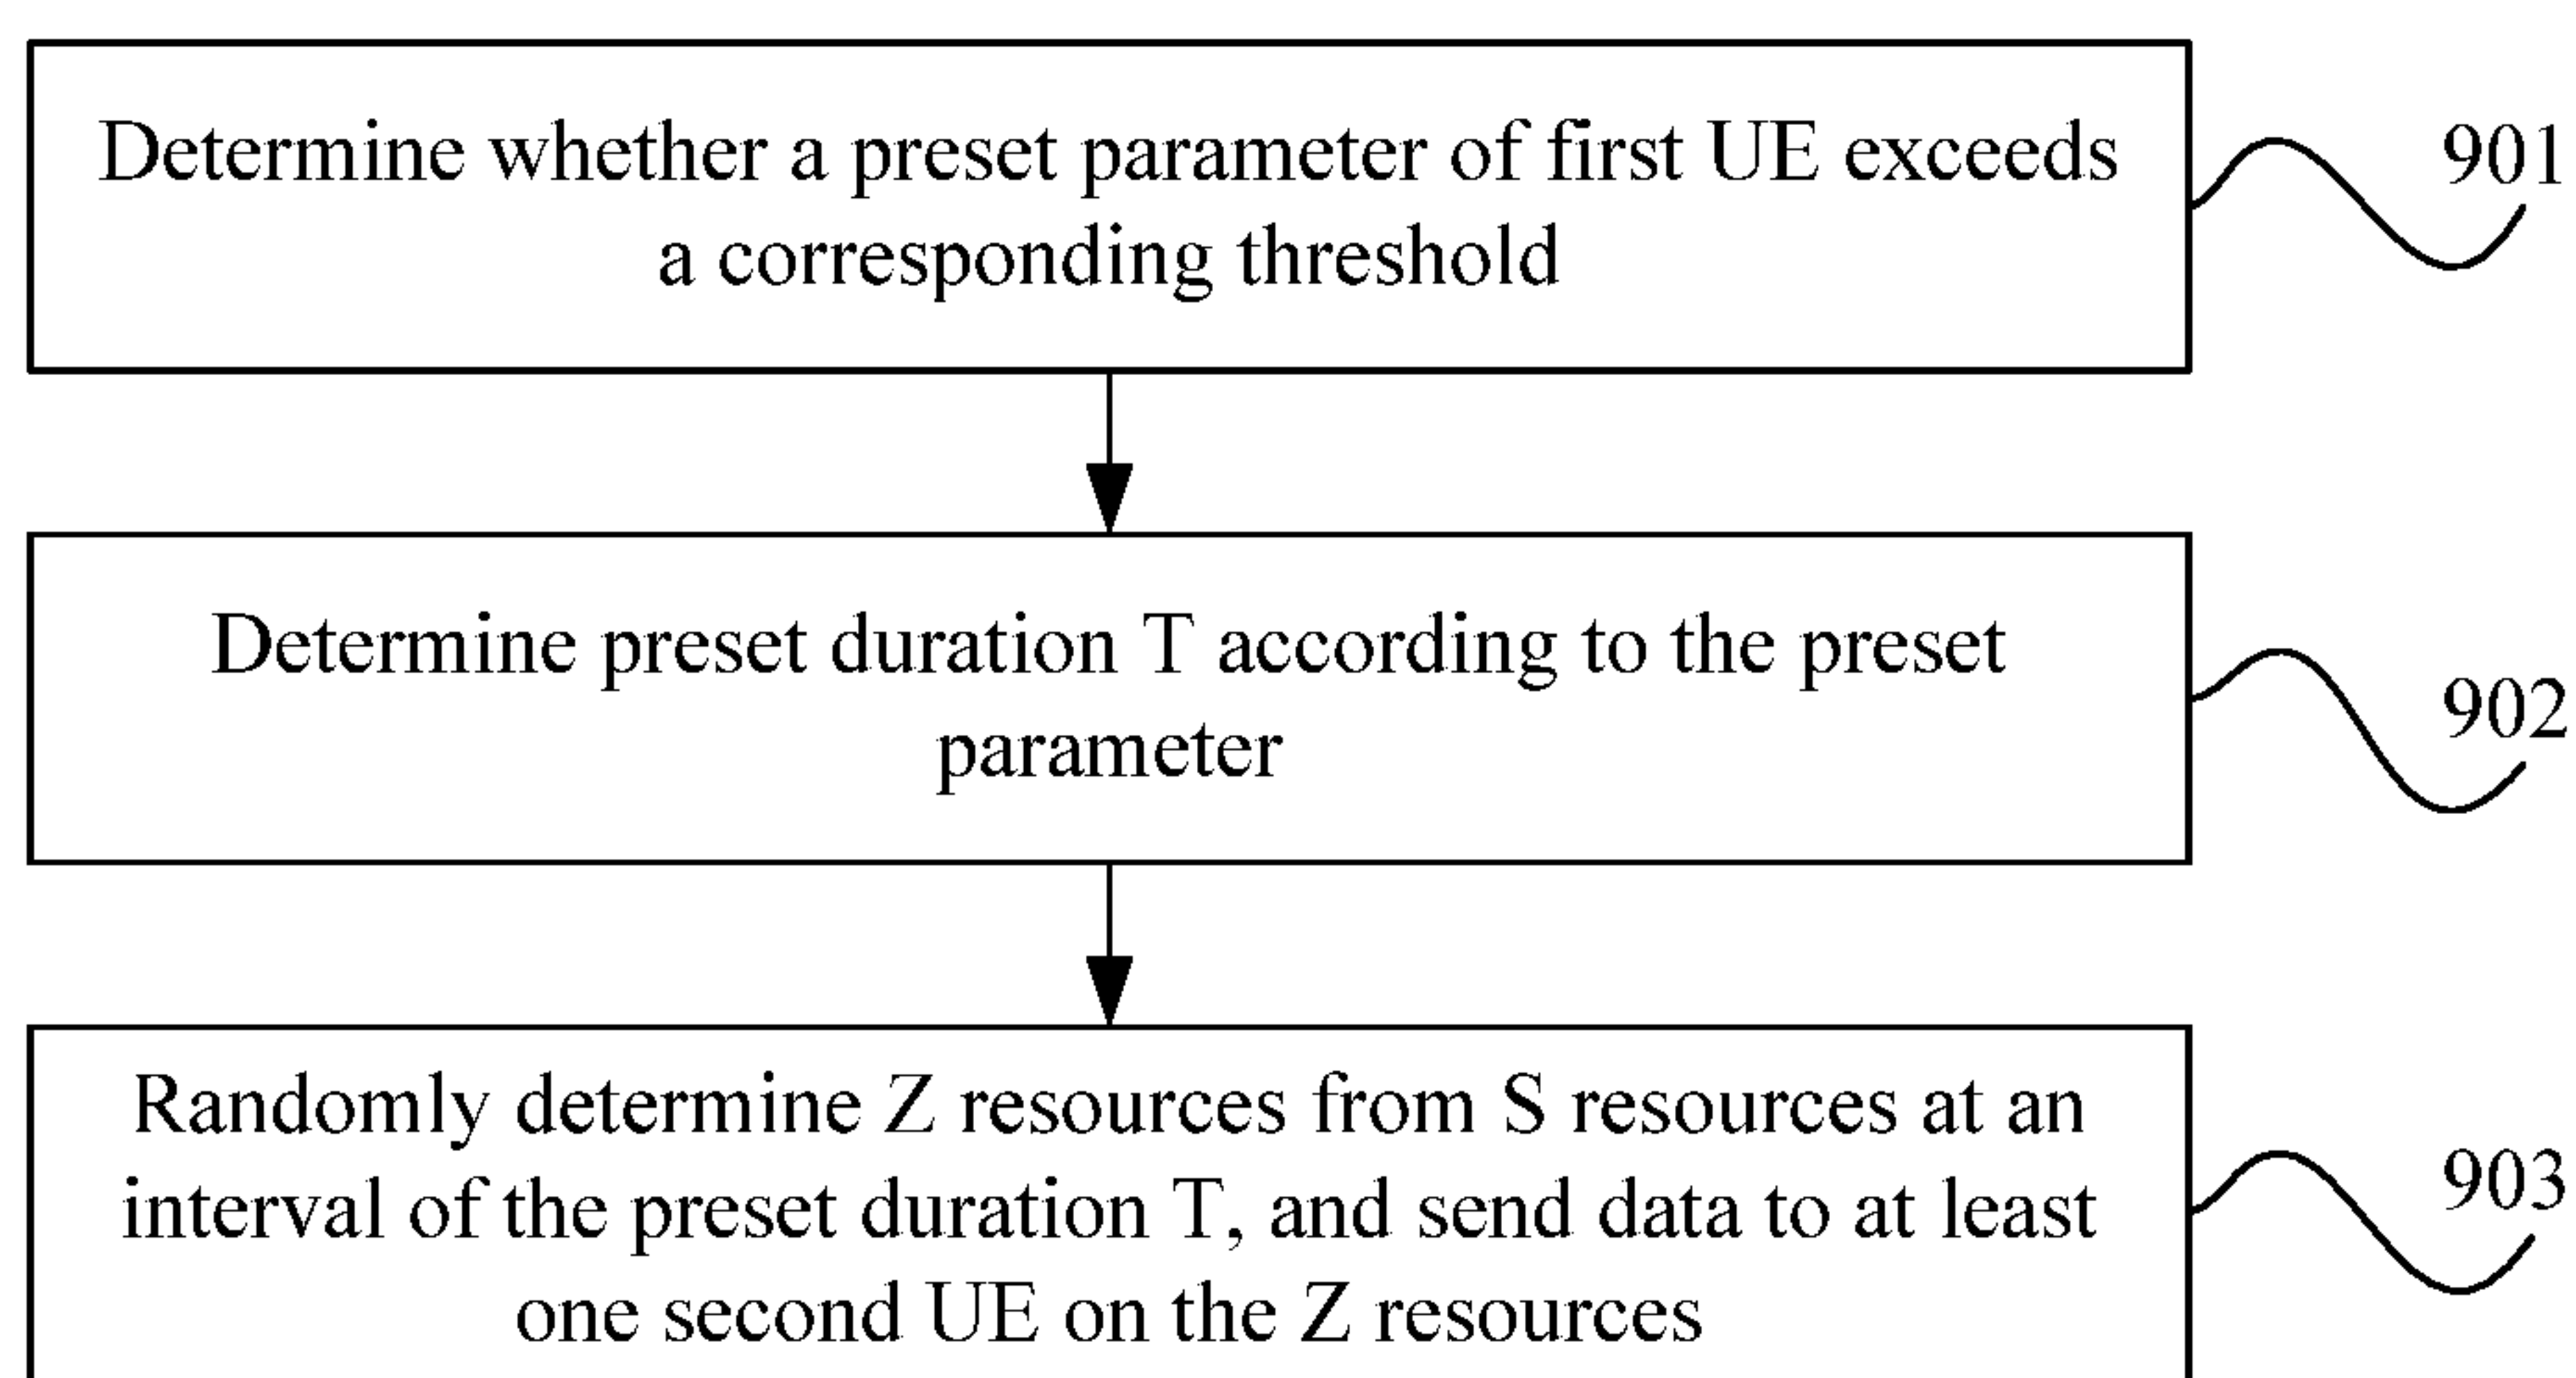 Determine whether a preset parameter of first UE exceeds
a corresponding threshold
901
Determine preset duration T according to the preset
parameter
902
Randomly determine Z resources from S resources at an
interval of the preset duration T, and send data to at least
one second UE on the Z resources
903